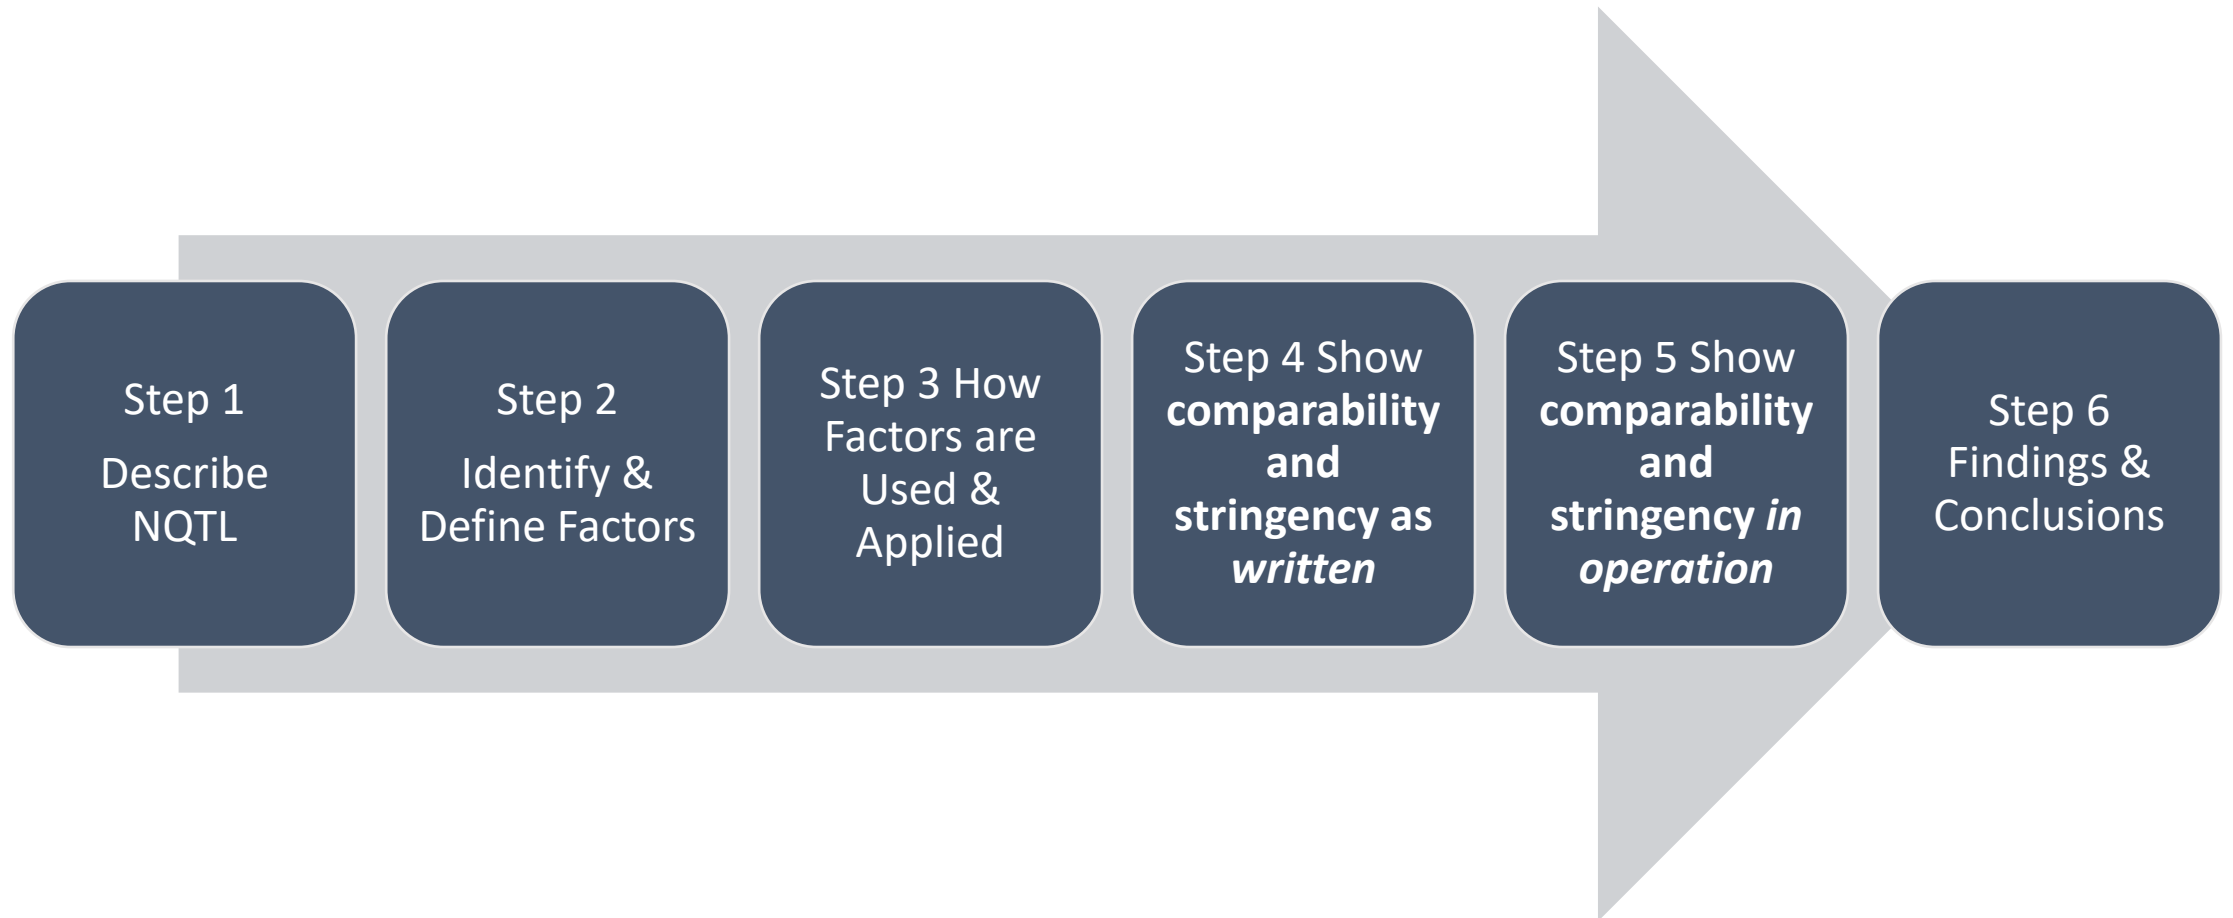 Step 1
Describe
NQTL
Step 2
Identify &
Define Factors
Step 3 How
Factors are
Used &
Applied
Step 4 Show
comparability
and
stringency as
written
Step 5 Show
comparability
and
stringency in
operation
Step 6
Findings &
Conclusions